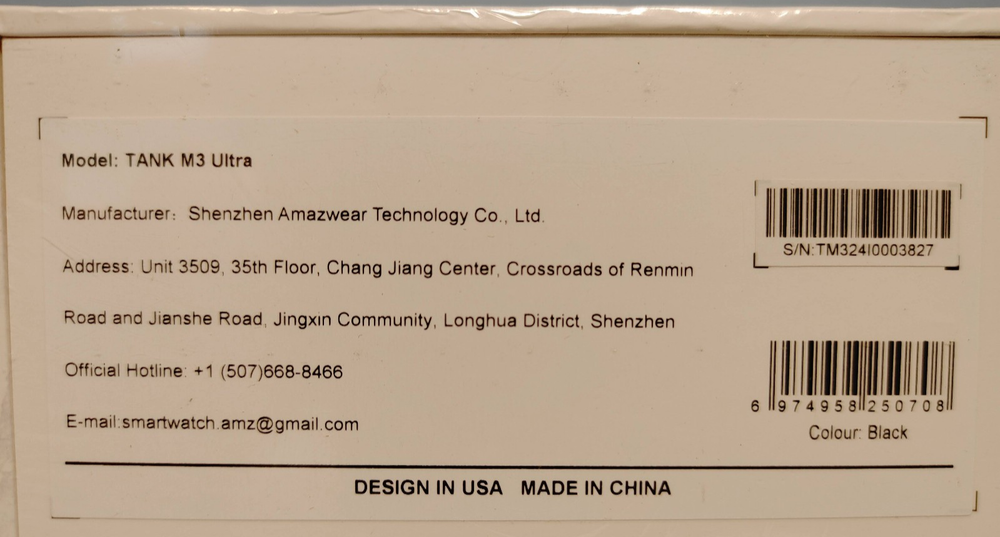 Model: TANK M3 Ultra
Manufacturer: Shenzhen Amazwear Technology Co., Ltd.
Address: Unit 3509, 35th Floor, Chang Jiang Center, Crossroads of Renmin
Road and Jianshe Road, Jingxin Community, Longhua District, Shenzhen
Official Hotline: +1 (507)668-8466
E-mail:smartwatch.amz@gmail.com
S/N:TM324I0003827
6 974958 250708
Colour: Black
DESIGN IN USA MADE IN CHINA